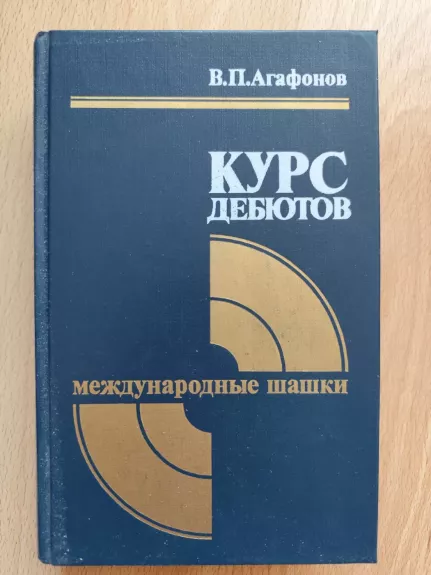 В.П.Агафонов
КУРС
ДЕБЮТОВ
международные шашки